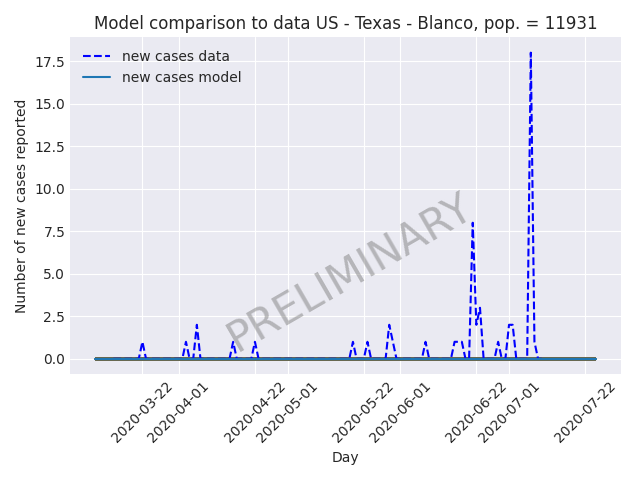 Model comparison to data US - Texas - Blanco, pop. = 11931
new cases data
new cases model
Number of new cases reported
17.5
15.0
12.5
10.0
7.5
5.0
2.5
0.0
PRELIMINARY
2020-03-22
2020-04-01
2020-04-22
2020-05-01
2020-05-22
2020-06-01
2020-06-22
2020-07-01
2020-07-22
Day